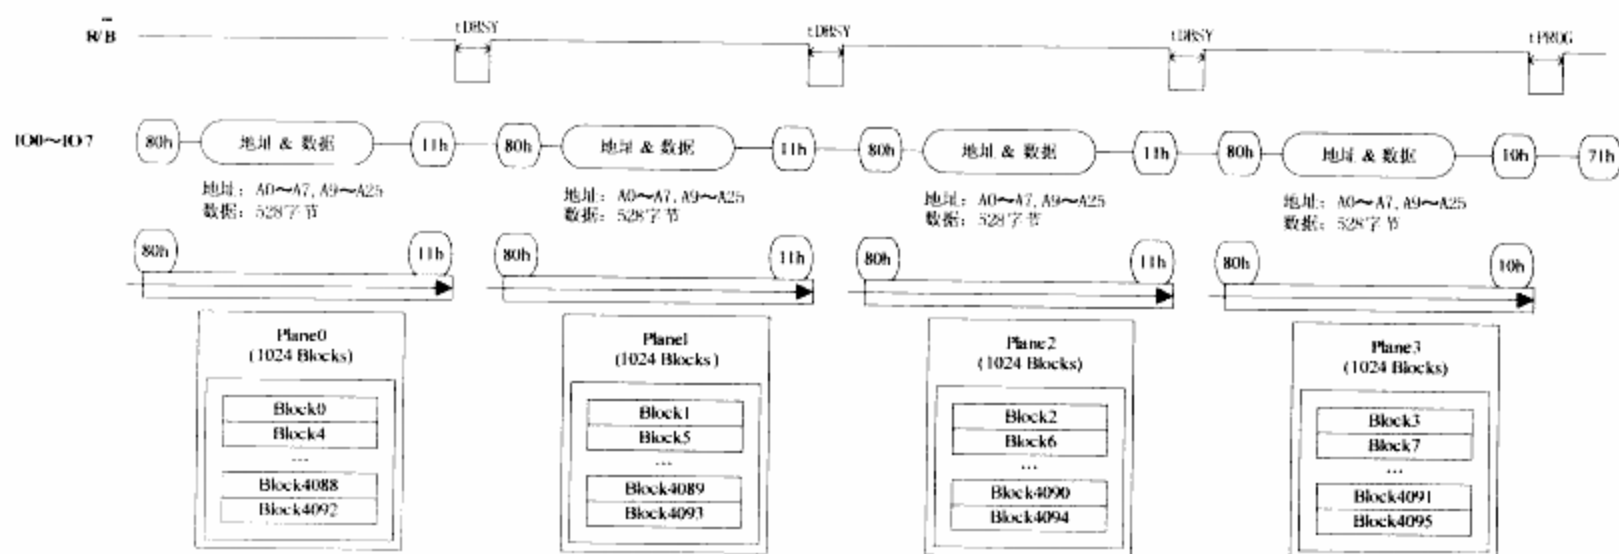 R/B tDBSY tDBSY tDBSY tPROG
IO0～IO7 80h 地址 & 数据 11h 80h 地址 & 数据 11h 80h 地址 & 数据 11h 80h 地址 & 数据 10h 71h
地址：A0～A7, A9～A25 地址：A0～A7, A9～A25 地址：A0～A7, A9～A25 地址：A0～A7, A9～A25
数据：528字节 数据：528字节 数据：528字节 数据：528字节
80h 11h 80h 11h 80h 11h 80h 10h
Plane0 Plane1 Plane2 Plane3
(1024 Blocks) (1024 Blocks) (1024 Blocks) (1024 Blocks)
Block0 Block1 Block2 Block3
Block4 Block5 Block6 Block7
... ... ... ...
Block4088 Block4089 Block4090 Block4091
Block4092 Block4093 Block4094 Block4095